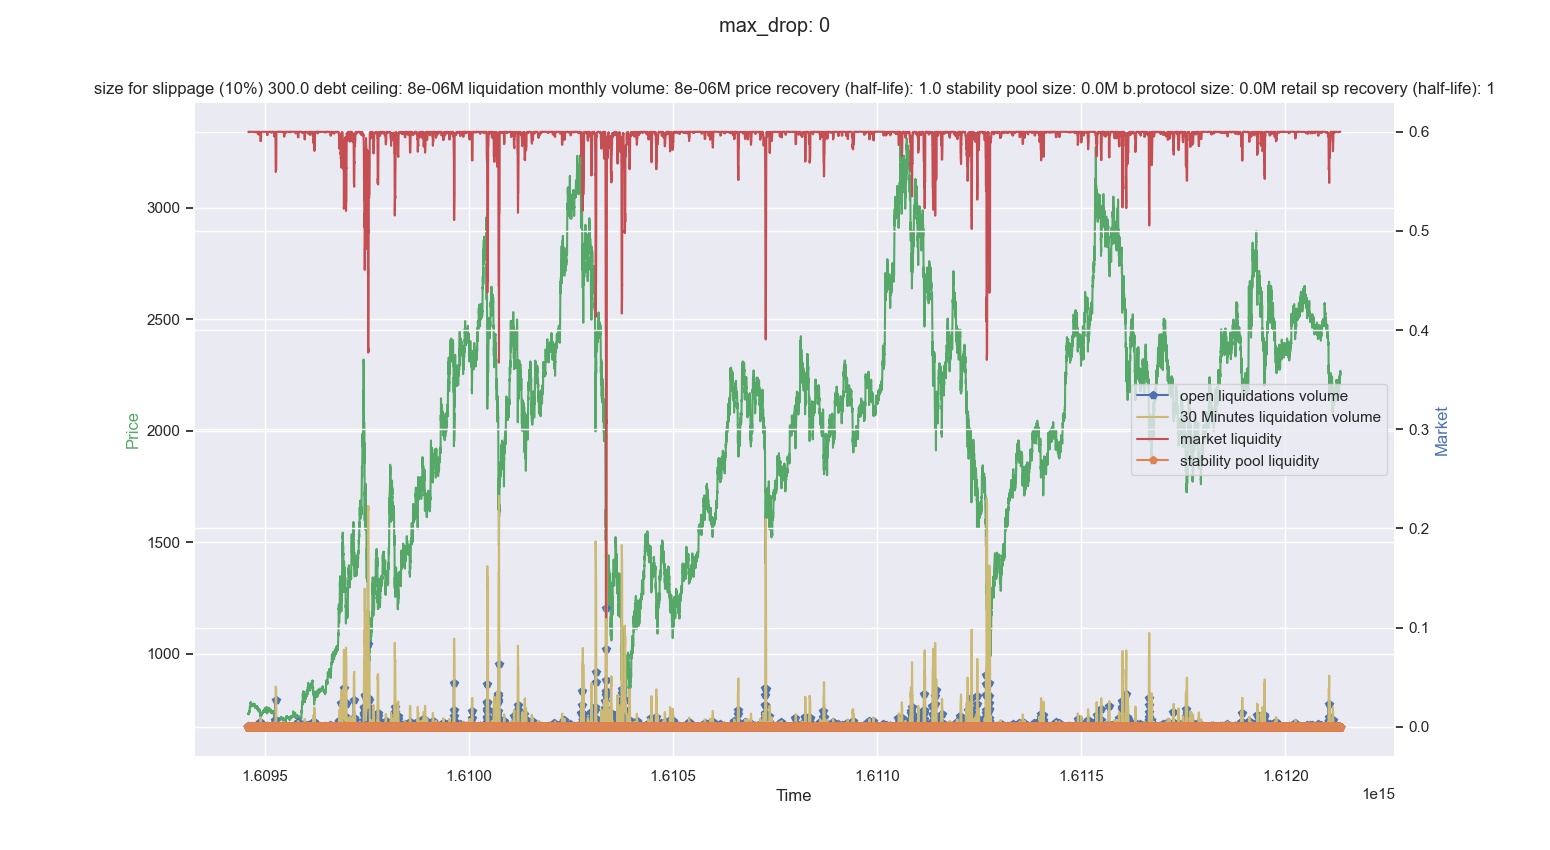 max_drop: 0
size for slippage (10%) 300.0 debt ceiling: 8e-06M liquidation monthly volume: 8e-06M price recovery (half-life): 1.0 stability pool size: 0.0M b.protocol size: 0.0M retail sp recovery (half-life): 1
3000
2500
2000
1500
1000
Price
0.6
0.5
0.4
0.3
0.2
0.1
0.0
Market
open liquidations volume
30 Minutes liquidation volume
market liquidity
stability pool liquidity
1.6095 1.6100 1.6105 1.6110 1.6115 1.6120
Time
1e15